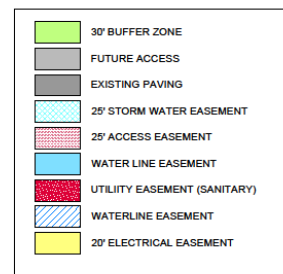 30' BUFFER ZONE
FUTURE ACCESS
EXISTING PAVING
25' STORM WATER EASEMENT
25' ACCESS EASEMENT
WATER LINE EASEMENT
UTILIITY EASEMENT (SANITARY)
WATERLINE EASEMENT
20' ELECTRICAL EASEMENT